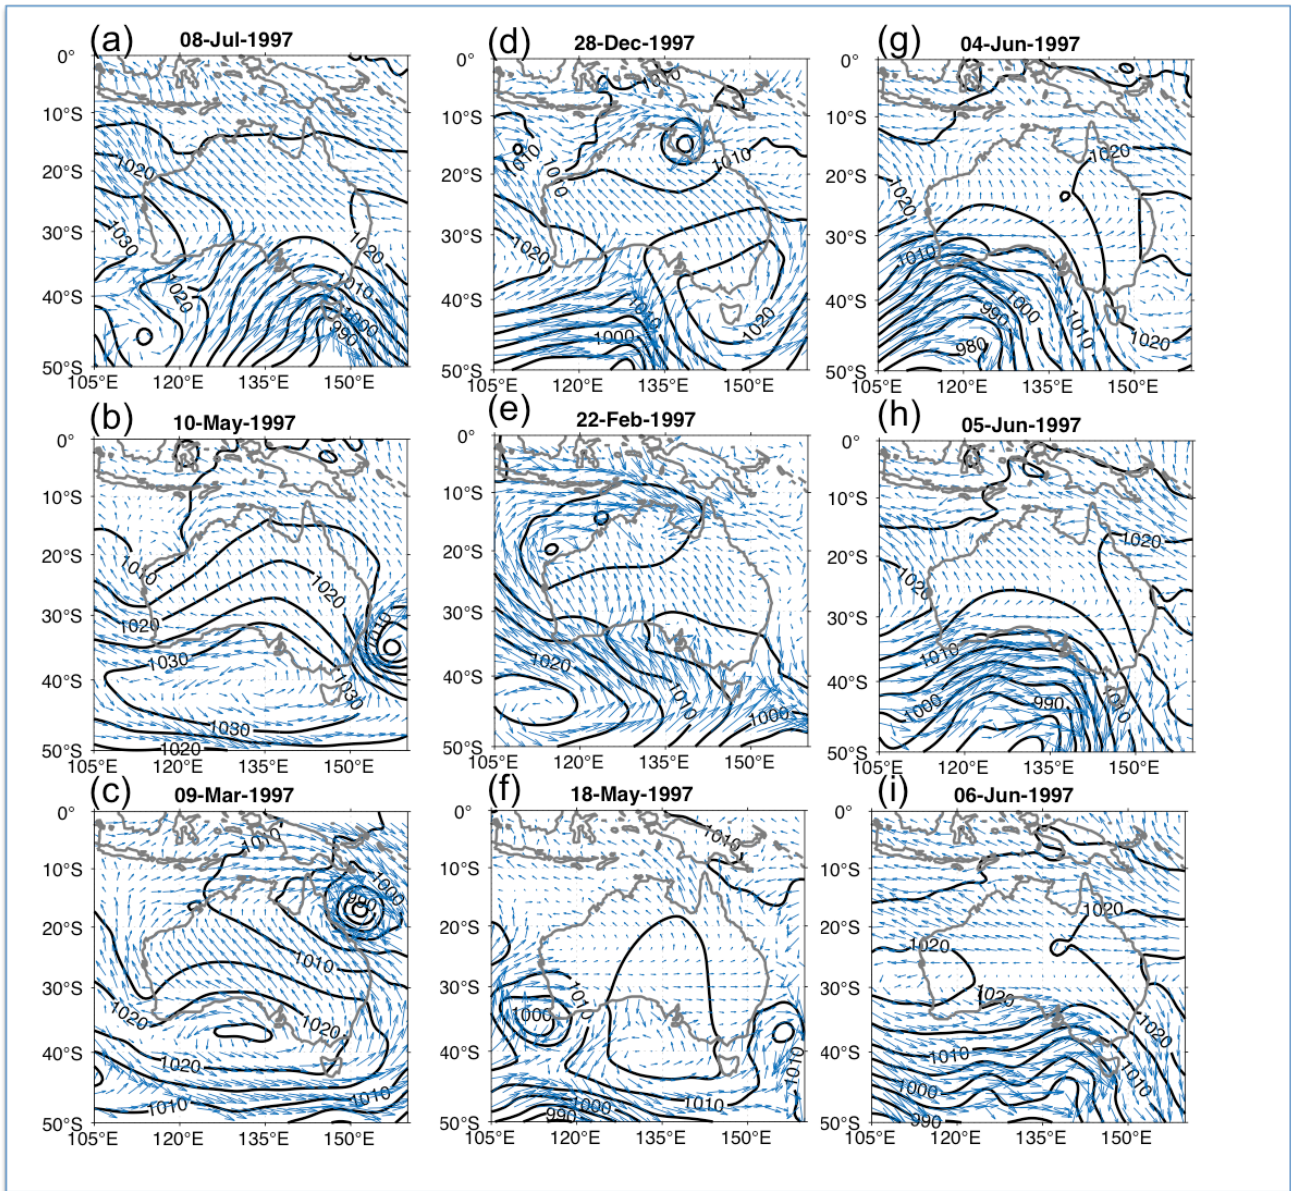 (a) 08-Jul-1997
0°
10°S
20°S
30°S
40°S
50°S
105°E 120°E 135°E 150°E
1020
1030
1020
1020
1010
1000
990
(d) 28-Dec-1997
0°
10°S
20°S
30°S
40°S
50°S
105°E 120°E 135°E 150°E
1010
1010
1010
1010
1020
1010
1000
1020
(g) 04-Jun-1997
0°
10°S
20°S
30°S
40°S
50°S
105°E 120°E 135°E 150°E
1020
1020
1010
1000
990
1010
980
1020
(b) 10-May-1997
0°
10°S
20°S
30°S
40°S
50°S
105°E 120°E 135°E 150°E
1010
1020
1020
1010
1030
1030
1030
1020
(e) 22-Feb-1997
0°
10°S
20°S
30°S
40°S
50°S
105°E 120°E 135°E 150°E
1020
1010
1000
(h) 05-Jun-1997
0°
10°S
20°S
30°S
40°S
50°S
105°E 120°E 135°E 150°E
1020
1020
1010
1000
990
1010
(c) 09-Mar-1997
0°
10°S
20°S
30°S
40°S
50°S
105°E 120°E 135°E 150°E
1010
1000
990
1010
1020
1020
1020
1010
1010
(f) 18-May-1997
0°
10°S
20°S
30°S
40°S
50°S
105°E 120°E 135°E 150°E
1010
1010
1000
1010
1000
990
1010
(i) 06-Jun-1997
0°
10°S
20°S
30°S
40°S
50°S
105°E 120°E 135°E 150°E
1020
1020
1020
1020
1010
1010
1000
990